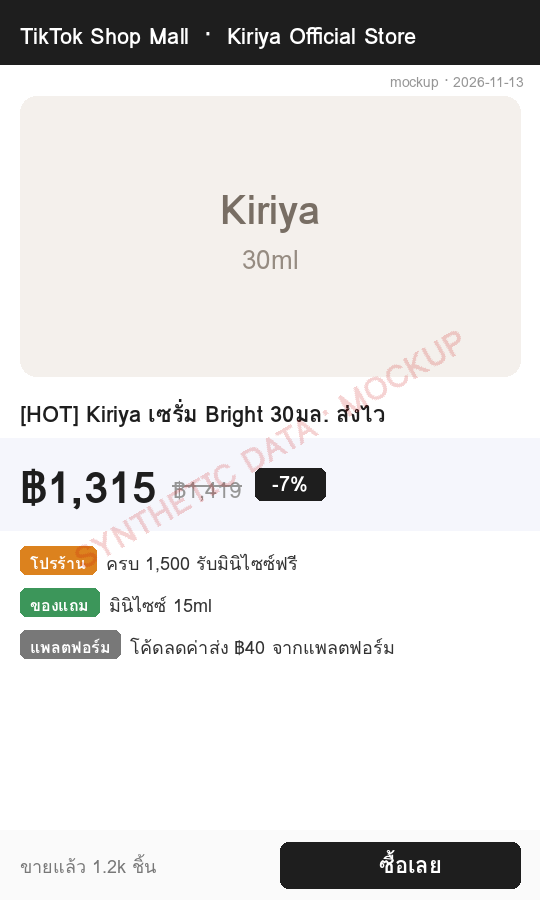 TikTok Shop Mall · Kiriya Official Store
mockup · 2026-11-13
Kiriya
30ml
[HOT] Kiriya เซรั่ม Bright 30มล. ส่งไว
฿1,315 ฿1,419 -7%
โปรร้าน ครบ 1,500 รับมินิไซซ์ฟรี
ของแถม มินิไซซ์ 15ml
แพลตฟอร์ม โค้ดลดค่าส่ง ฿40 จากแพลตฟอร์ม
SYNTHETIC DATA · MOCKUP
ขายแล้ว 1.2k ชิ้น ซื้อเลย